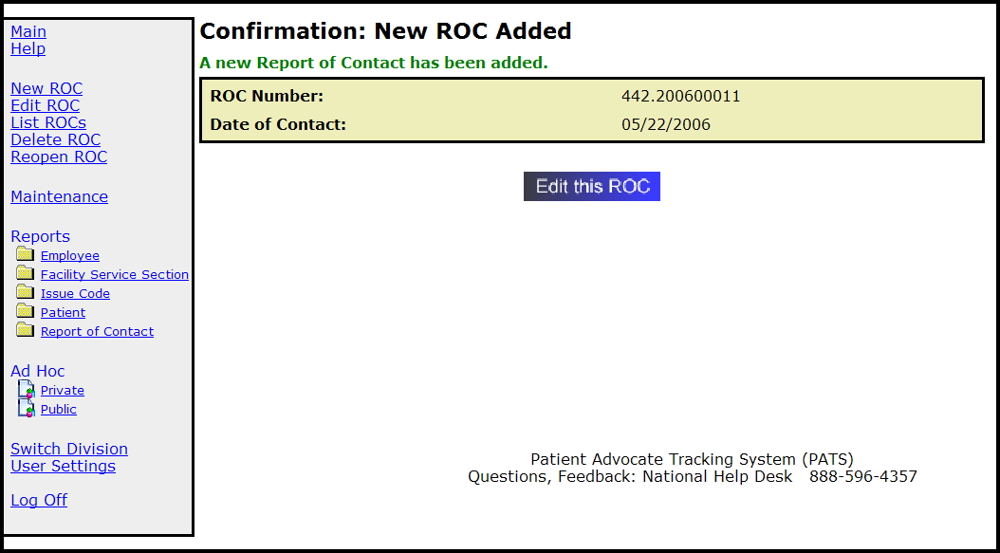 Main
Help
New ROC
Edit ROC
List ROCs
Delete ROC
Reopen ROC
Maintenance
Reports
Employee
Facility Service Section
Issue Code
Patient
Report of Contact
Ad Hoc
Private
Public
Switch Division
User Settings
Log Off
Confirmation: New ROC Added
A new Report of Contact has been added.
ROC Number: 442.200600011
Date of Contact: 05/22/2006
Edit this ROC
Patient Advocate Tracking System (PATS)
Questions, Feedback: National Help Desk 888-596-4357